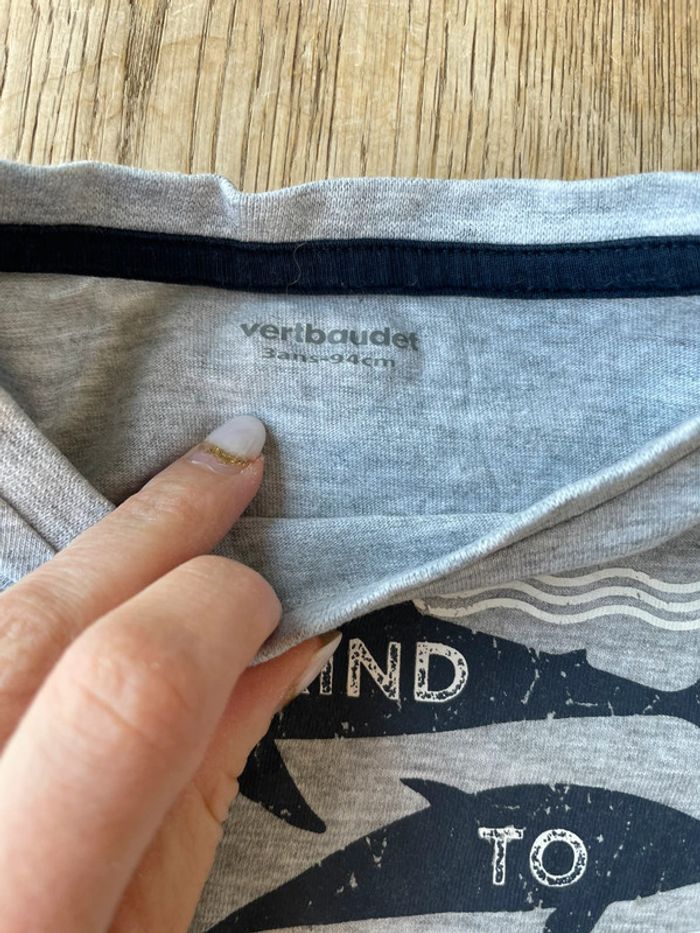 vertbaudet
3ans-94cm
IND
TO